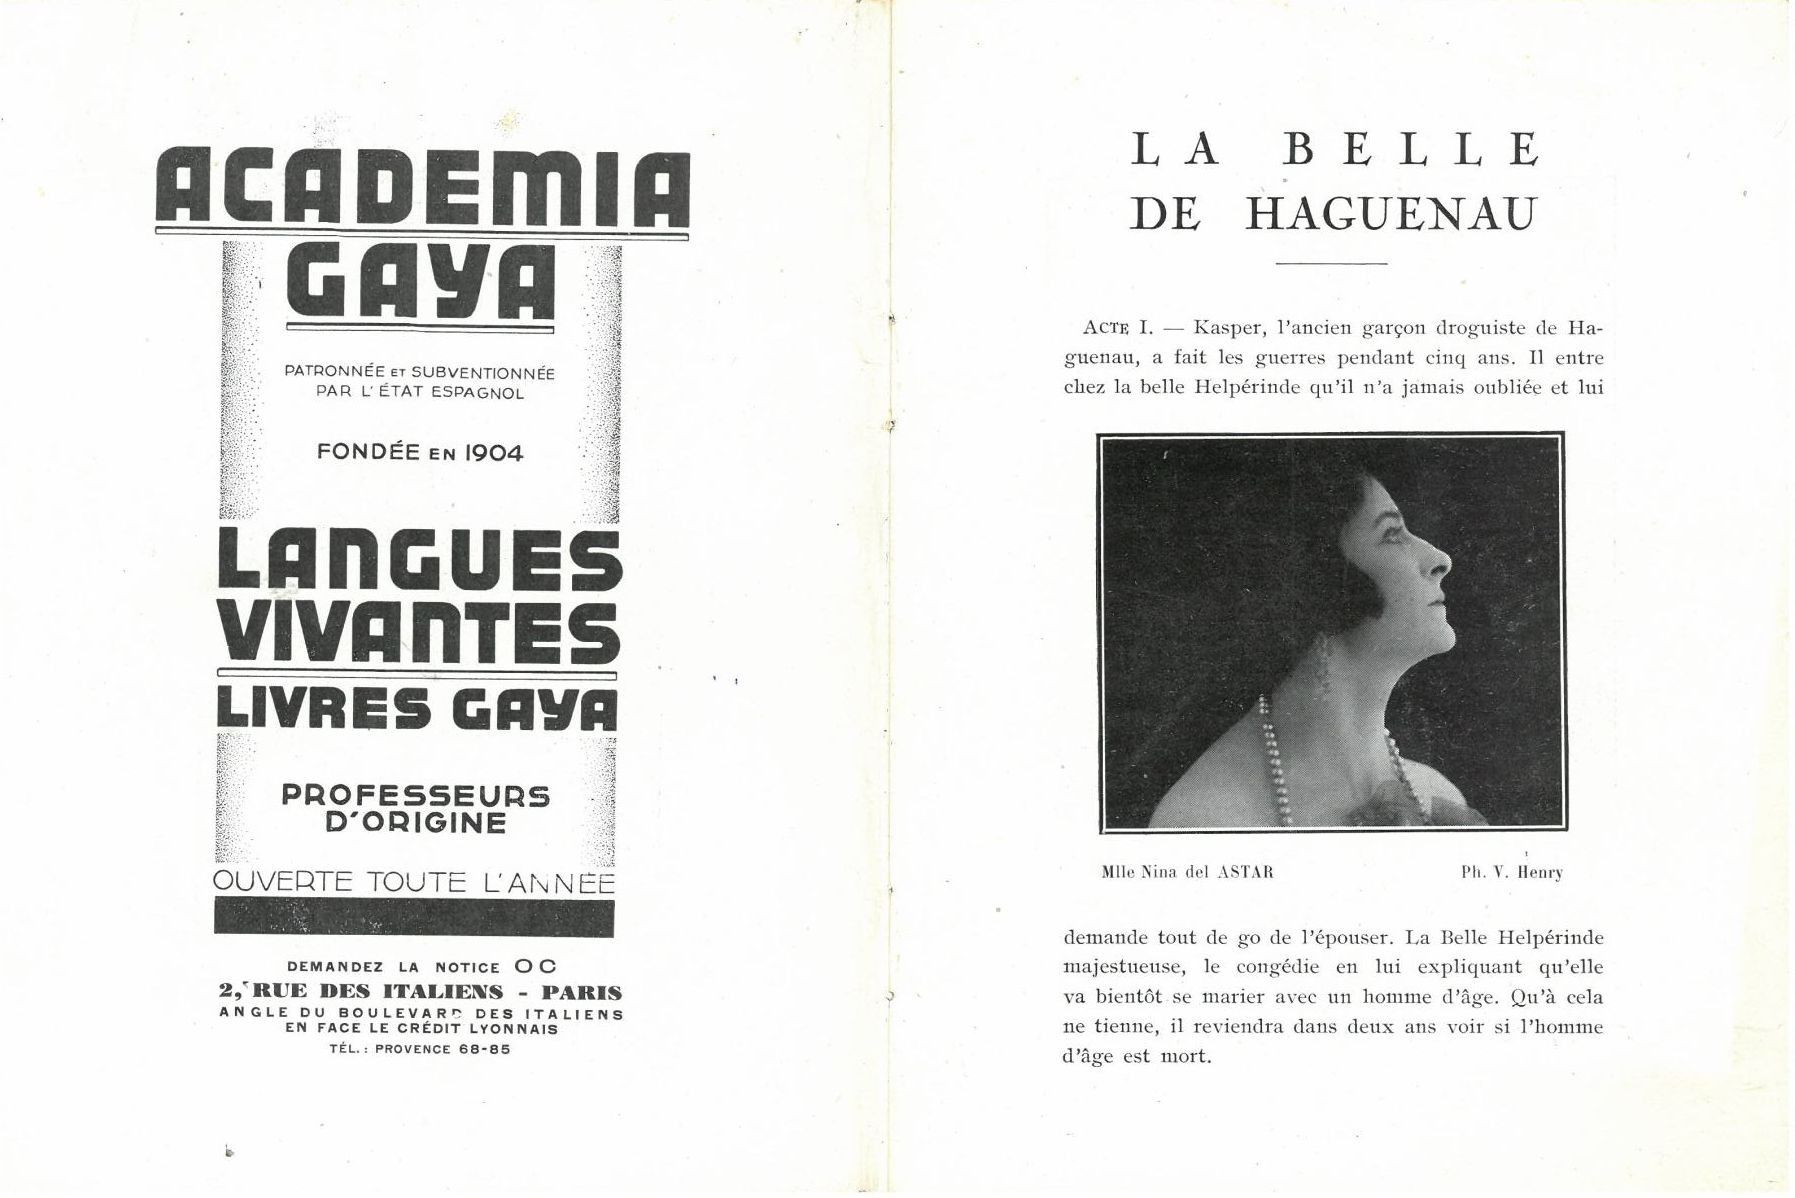 ACADEMIA
GAYA
PATRONNÉE ET SUBVENTIONNÉE
PAR L'ÉTAT ESPAGNOL
FONDÉE EN 1904
LANGUES
VIVANTES
LIVRES GAYA
PROFESSEURS
D'ORIGINE
OUVERTE TOUTE L'ANNÉE
DEMANDEZ LA NOTICE OC
2, RUE DES ITALIENS - PARIS
ANGLE DU BOULEVARD DES ITALIENS
EN FACE LE CRÉDIT LYONNAIS
TÉL.: PROVENCE 68-85
LA BELLE
DE HAGUENAU
ACTE I. — Kasper, l'ancien garçon droguiste de Ha-
guenau, a fait les guerres pendant cinq ans. Il entre
chez la belle Helpérinde qu'il n'a jamais oubliée et lui
Mlle Nina del ASTAR Ph. V. Henry
demande tout de go de l'épouser. La Belle Helpérinde
majestueuse, le congédie en lui expliquant qu'elle
va bientôt se marier avec un homme d'âge. Qu'à cela
ne tienne, il reviendra dans deux ans voir si l'homme
d'âge est mort.